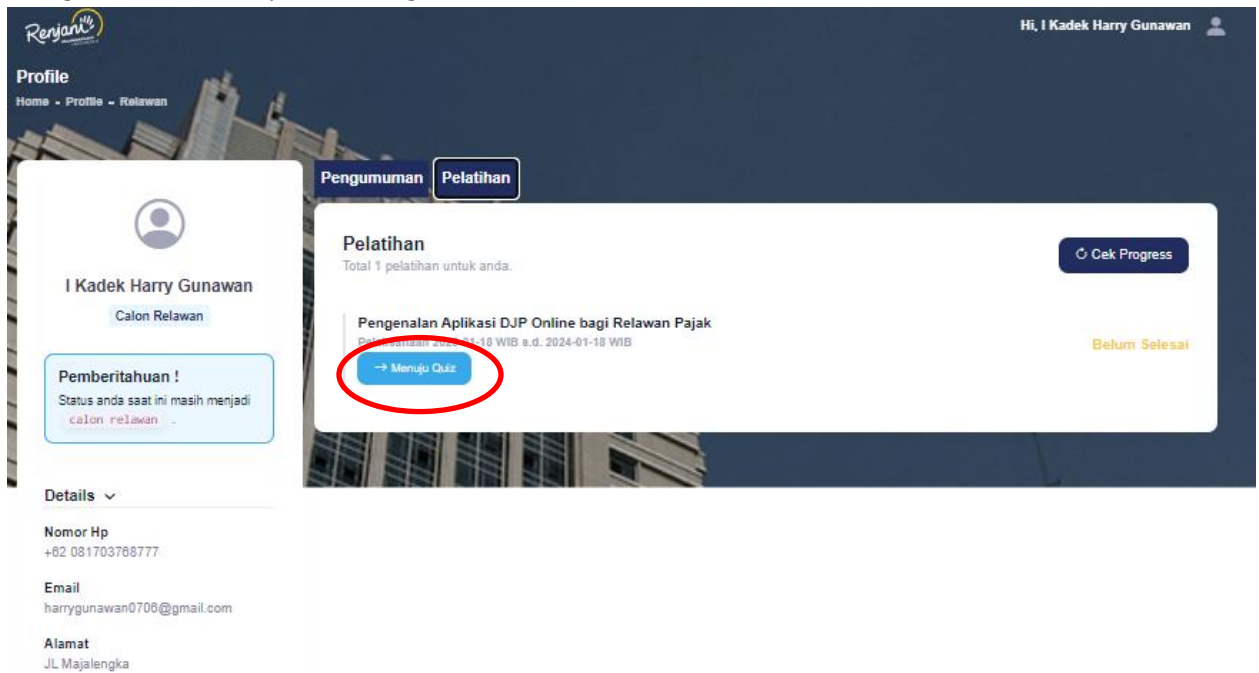 Renjani
Hi, I Kadek Harry Gunawan
Profile
Home - Profile - Relawan
Pengumuman Pelatihan
I Kadek Harry Gunawan
Calon Relawan
Pemberitahuan !
Status anda saat ini masih menjadi
calon relawan .
Details
Nomor Hp
+62 081703768777
Email
harrygunawan0706@gmail.com
Alamat
JL Majalengka
Pelatihan
Total 1 pelatihan untuk anda.
Cek Progress
Pengenalan Aplikasi DJP Online bagi Relawan Pajak
Pelaksanaan 2023-01-18 WIB s.d. 2024-01-18 WIB
Belum Selesai
→ Menuju Quiz